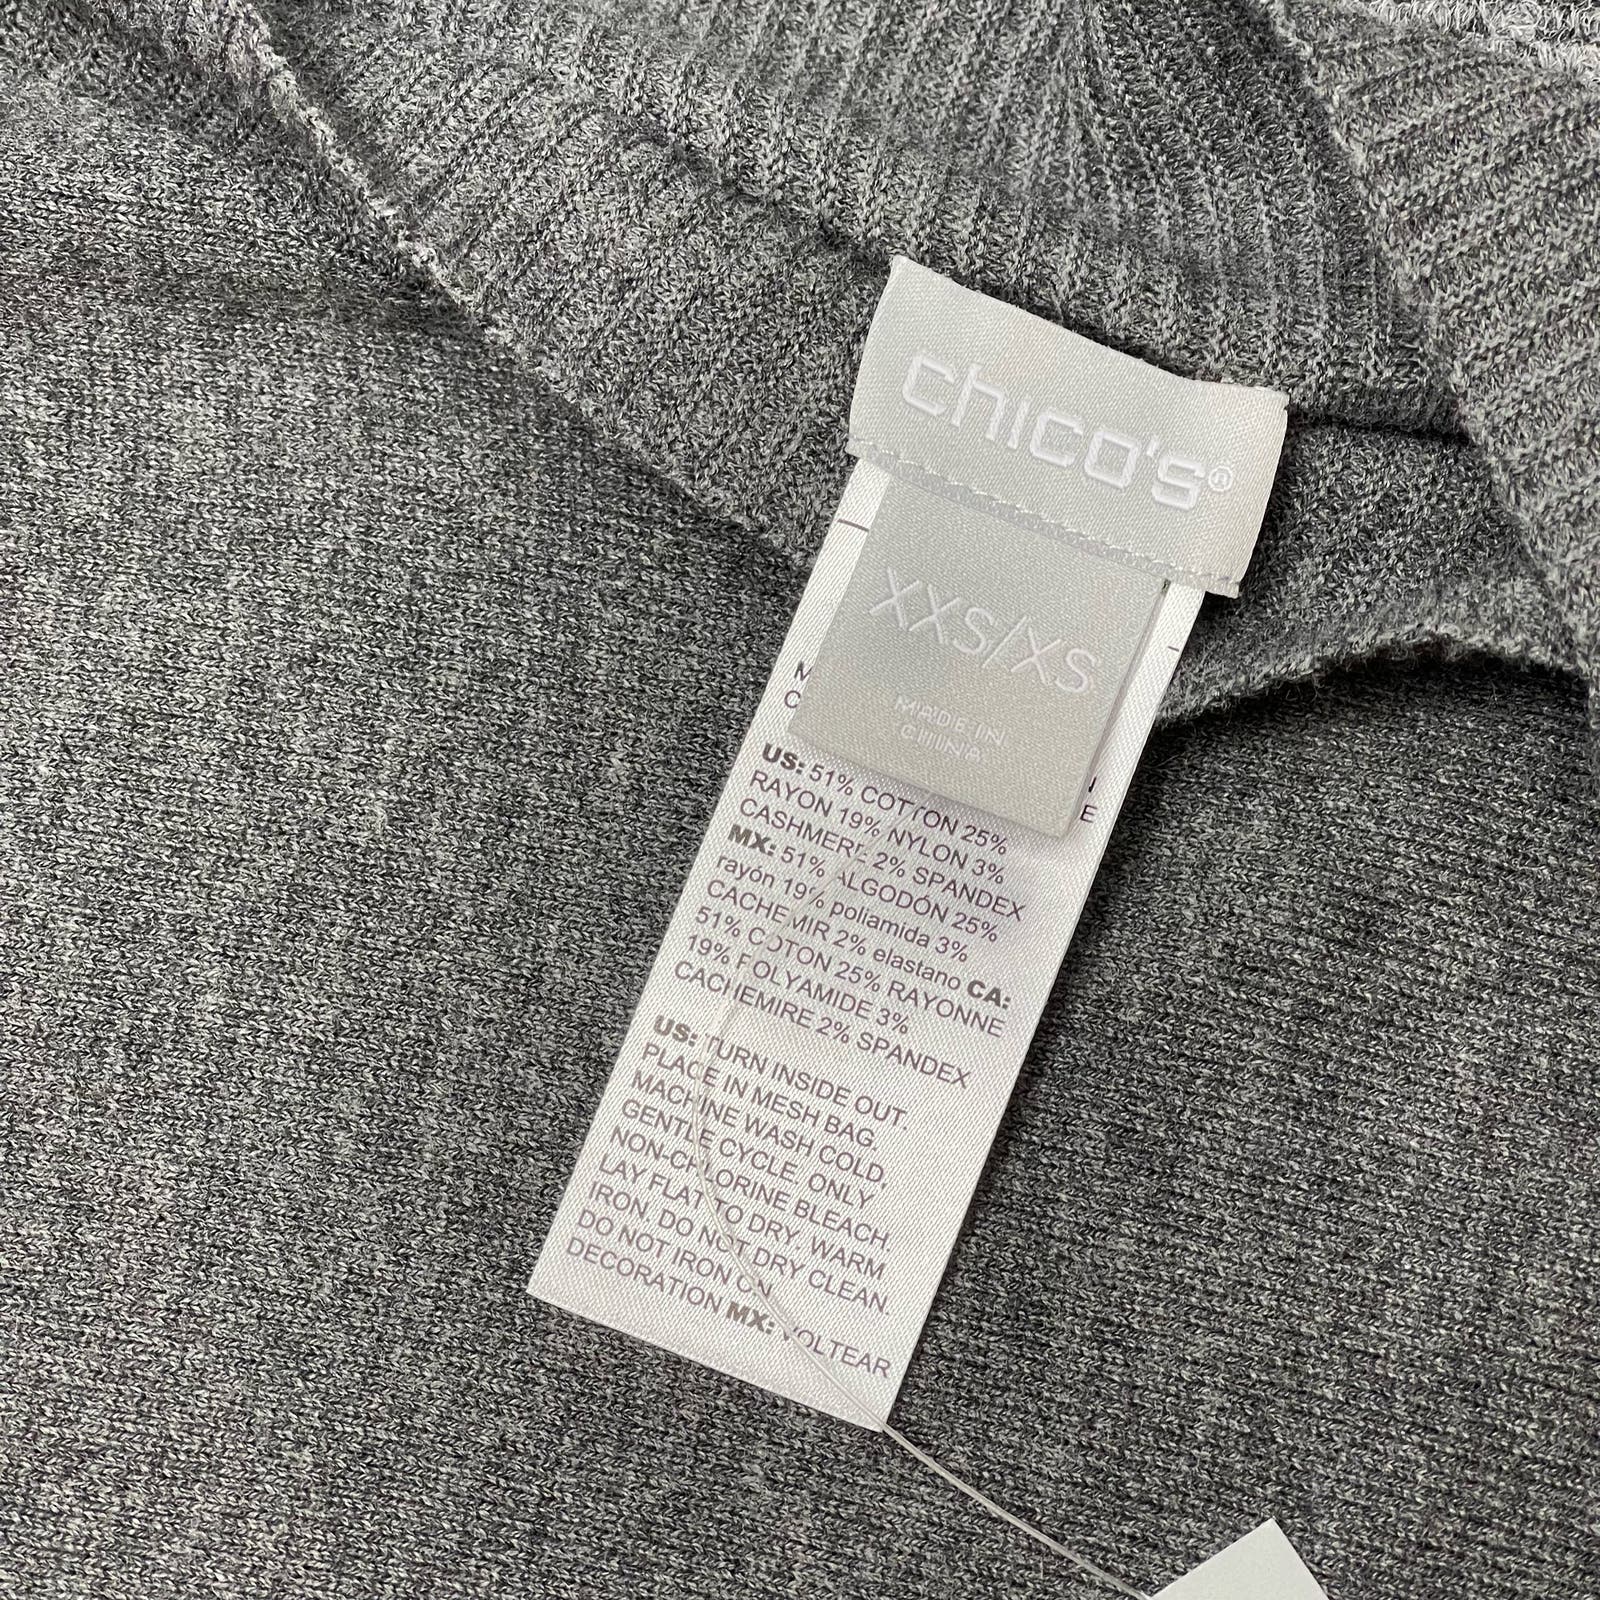 chico's®
XXS/XS
MADE IN
CHINA
US: 51% COTTON 25%
RAYON 19% NYLON 3%
CASHMERE 2% SPANDEX
MX: 51% ALGODÓN 25%
rayón 19% poliamida 3%
CACHEMIR 2% elastano CA:
51% COTON 25% RAYONNE
19% POLYAMIDE 3%
CACHEMIRE 2% SPANDEX
US: TURN INSIDE OUT.
PLACE IN MESH BAG.
MACHINE WASH COLD,
GENTLE CYCLE. ONLY
NON-CHLORINE BLEACH.
LAY FLAT TO DRY. WARM
IRON. DO NOT DRY CLEAN.
DO NOT IRON ON
DECORATION MX: VOLTEAR